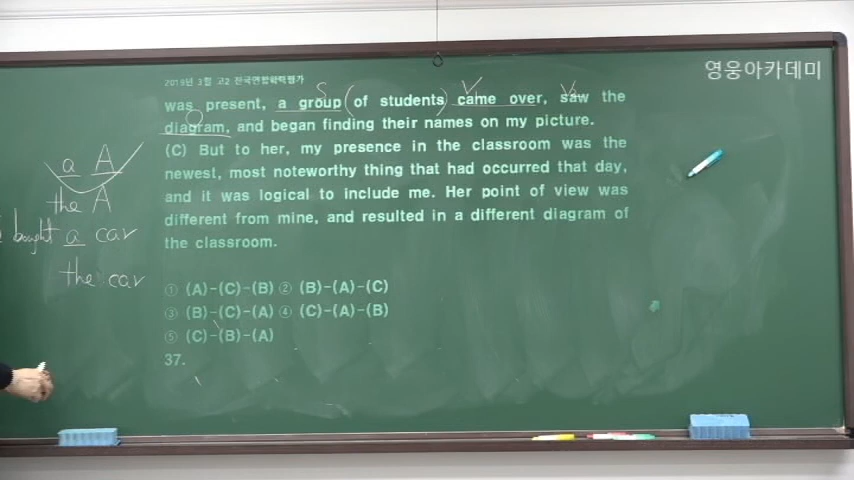 영웅아카데미
2019년 3월 고2 전국연합학력평가
was present, a group (of students) came over, saw the
diagram, and began finding their names on my picture.
(C) But to her, my presence in the classroom was the
newest, most noteworthy thing that had occurred that day,
and it was logical to include me. Her point of view was
different from mine, and resulted in a different diagram of
the classroom.
① (A)-(C)-(B) ② (B)-(A)-(C)
③ (B)-(C)-(A) ④ (C)-(A)-(B)
⑤ (C)-(B)-(A)
37.
S V V
O
a A
the A
bought a car
the car